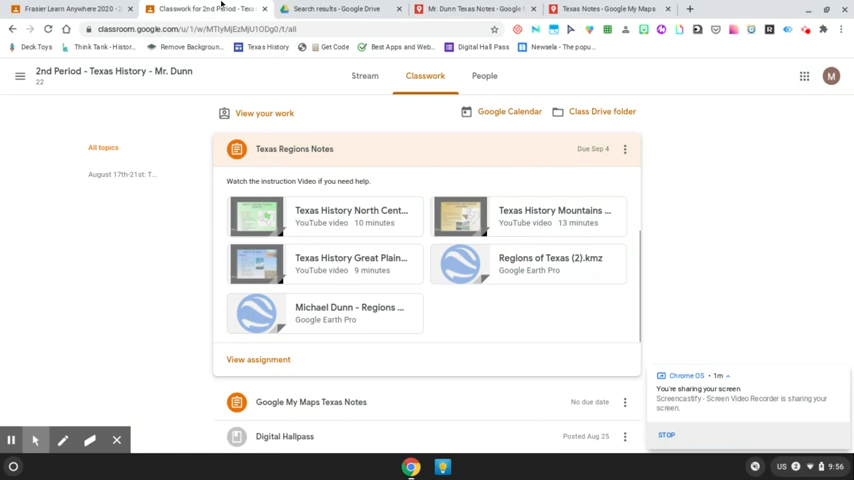 Frasier Learn Anywhere 2020 - 2
Classwork for 2nd Period - Texa
Search results - Google Drive
Mr. Dunn Texas Notes - Google
Texas Notes - Google My Maps
classroom.google.com/u/1/w/MTIyMjEzMjU1ODg0/t/all
Deck.Toys
Think Tank - Histor...
Remove Background...
Texas History
Get Code
Best Apps and Web...
Digital Hall Pass
Newsela - The popu...
2nd Period - Texas History - Mr. Dunn
22
Stream
Classwork
People
M
View your work
Google Calendar
Class Drive folder
All topics
August 17th-21st: T...
Texas Regions Notes
Due Sep 4
Watch the instruction Video if you need help.
Texas History North Cent...
YouTube video 10 minutes
Texas History Mountains ...
YouTube video 13 minutes
Texas History Great Plain...
YouTube video 9 minutes
Regions of Texas (2).kmz
Google Earth Pro
Michael Dunn - Regions ...
Google Earth Pro
View assignment
Google My Maps Texas Notes
No due date
Digital Hallpass
Posted Aug 25
Chrome OS • 1m
You're sharing your screen
Screencastify - Screen Video Recorder is sharing your
screen.
STOP
US 2 9:56